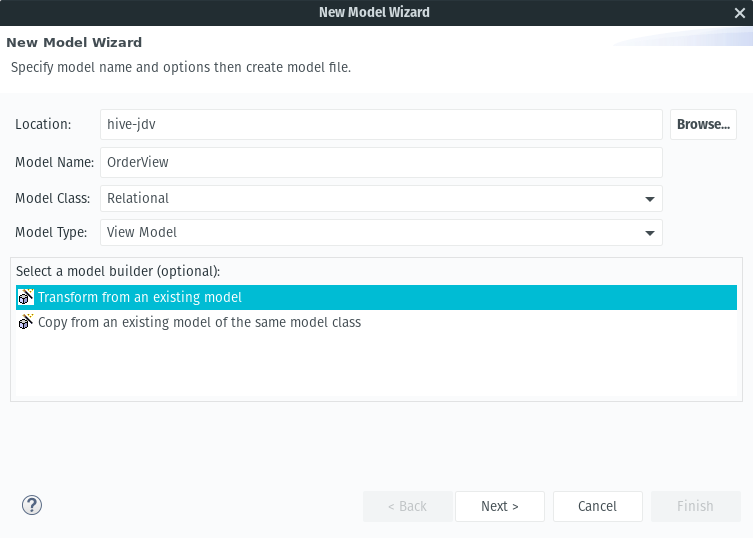 New Model Wizard
New Model Wizard
Specify model name and options then create model file.
Location: hive-jdv Browse...
Model Name: OrderView
Model Class: Relational
Model Type: View Model
Select a model builder (optional):
Transform from an existing model
Copy from an existing model of the same model class
< Back Next > Cancel Finish